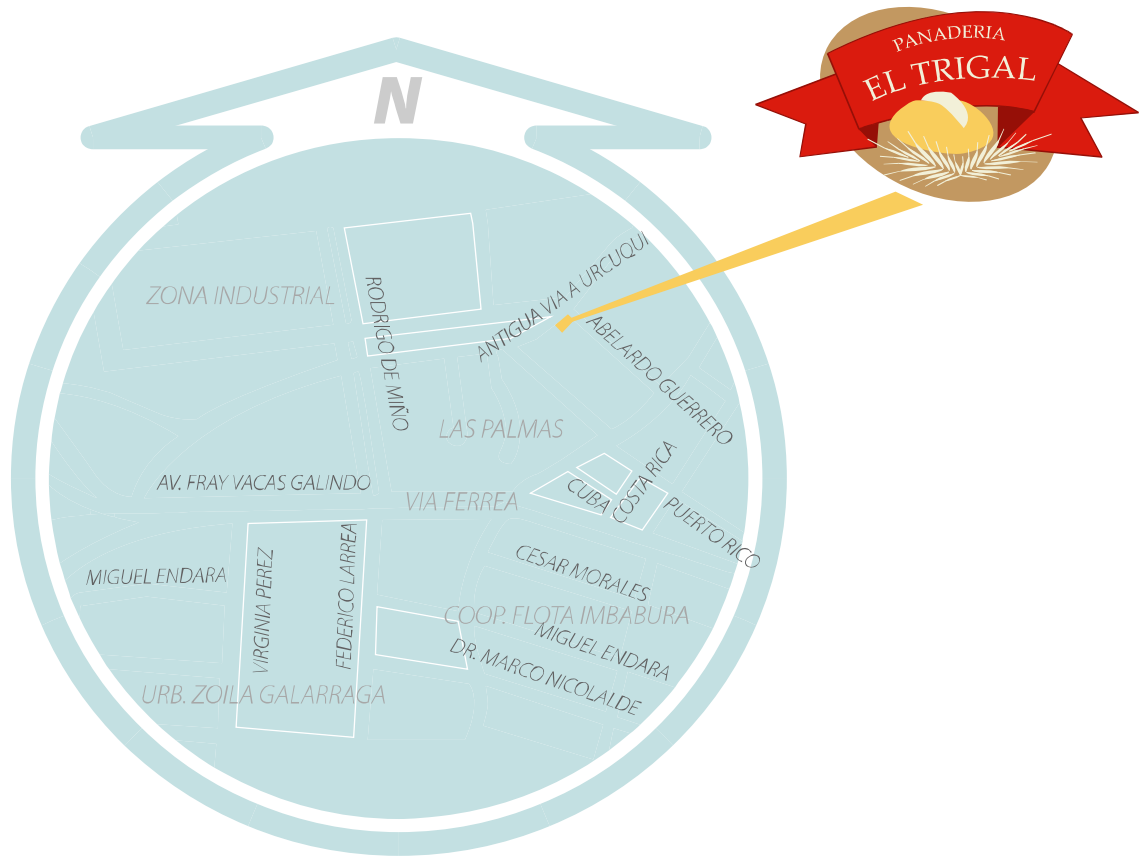 PANADERIA
EL TRIGAL
N
ANTIGUA VIA A URCUQUI
ZONA INDUSTRIAL
RODRIGO DE MIÑO
ABELARDO GUERRERO
LAS PALMAS
COSTA RICA
AV. FRAY VACAS GALINDO
VIA FERREA
CUBA
PUERTO RICO
MIGUEL ENDARA
VIRGINIA PEREZ
FEDERICO LARREA
CESAR MORALES
COOP. FLOTA IMBABURA
MIGUEL ENDARA
DR. MARCO NICOLALDE
URB. ZOILA GALARRAGA